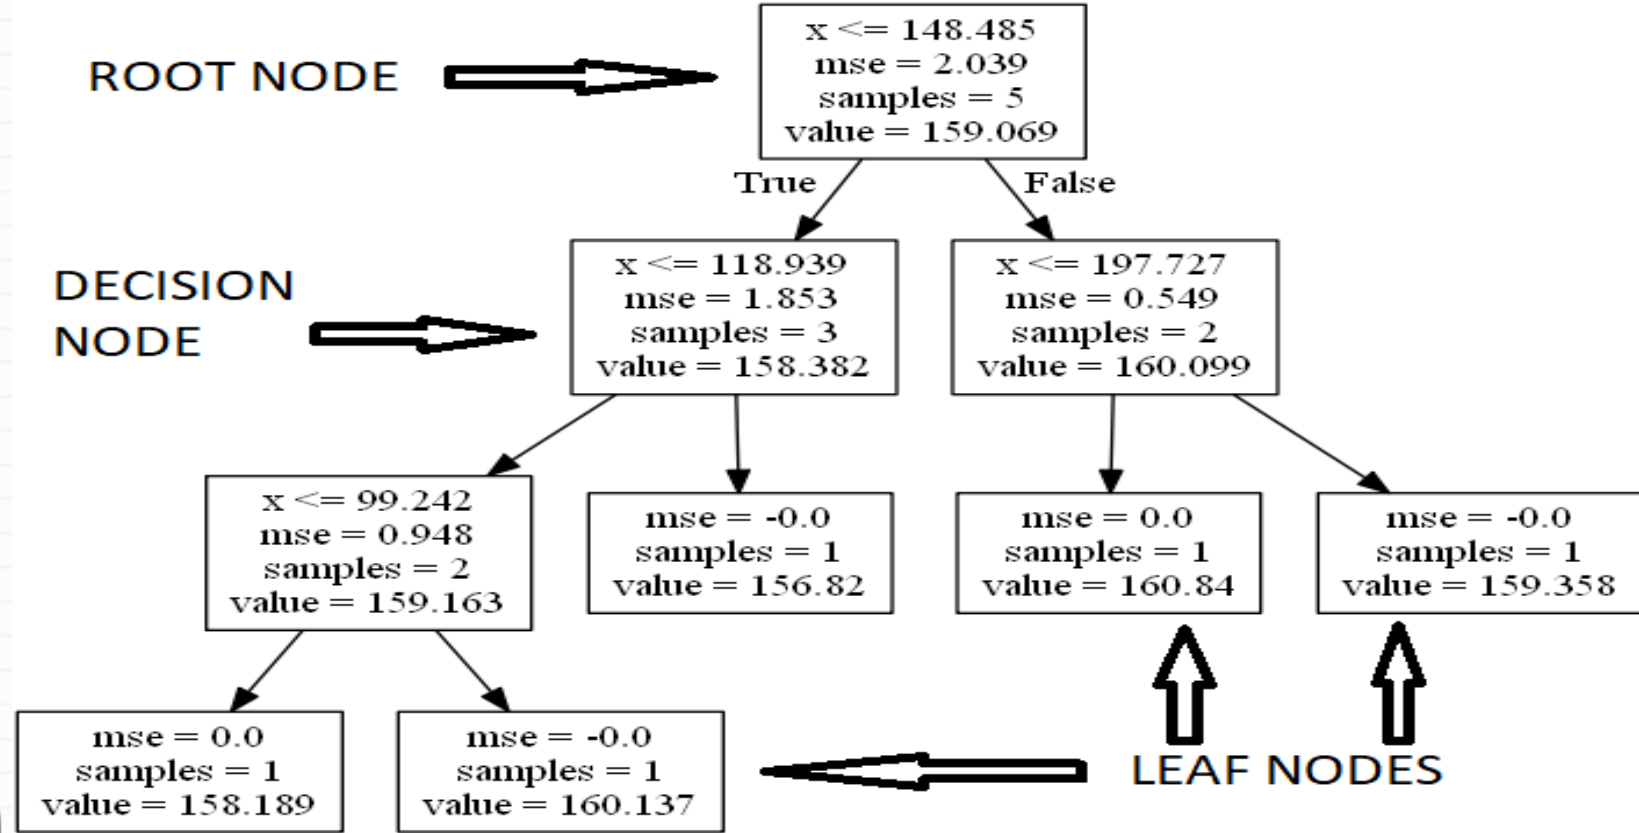 ROOT NODE
x <= 148.485
mse = 2.039
samples = 5
value = 159.069
True
False
DECISION
NODE
x <= 118.939
mse = 1.853
samples = 3
value = 158.382
x <= 197.727
mse = 0.549
samples = 2
value = 160.099
x <= 99.242
mse = 0.948
samples = 2
value = 159.163
mse = -0.0
samples = 1
value = 156.82
mse = 0.0
samples = 1
value = 160.84
mse = -0.0
samples = 1
value = 159.358
mse = 0.0
samples = 1
value = 158.189
mse = -0.0
samples = 1
value = 160.137
LEAF NODES